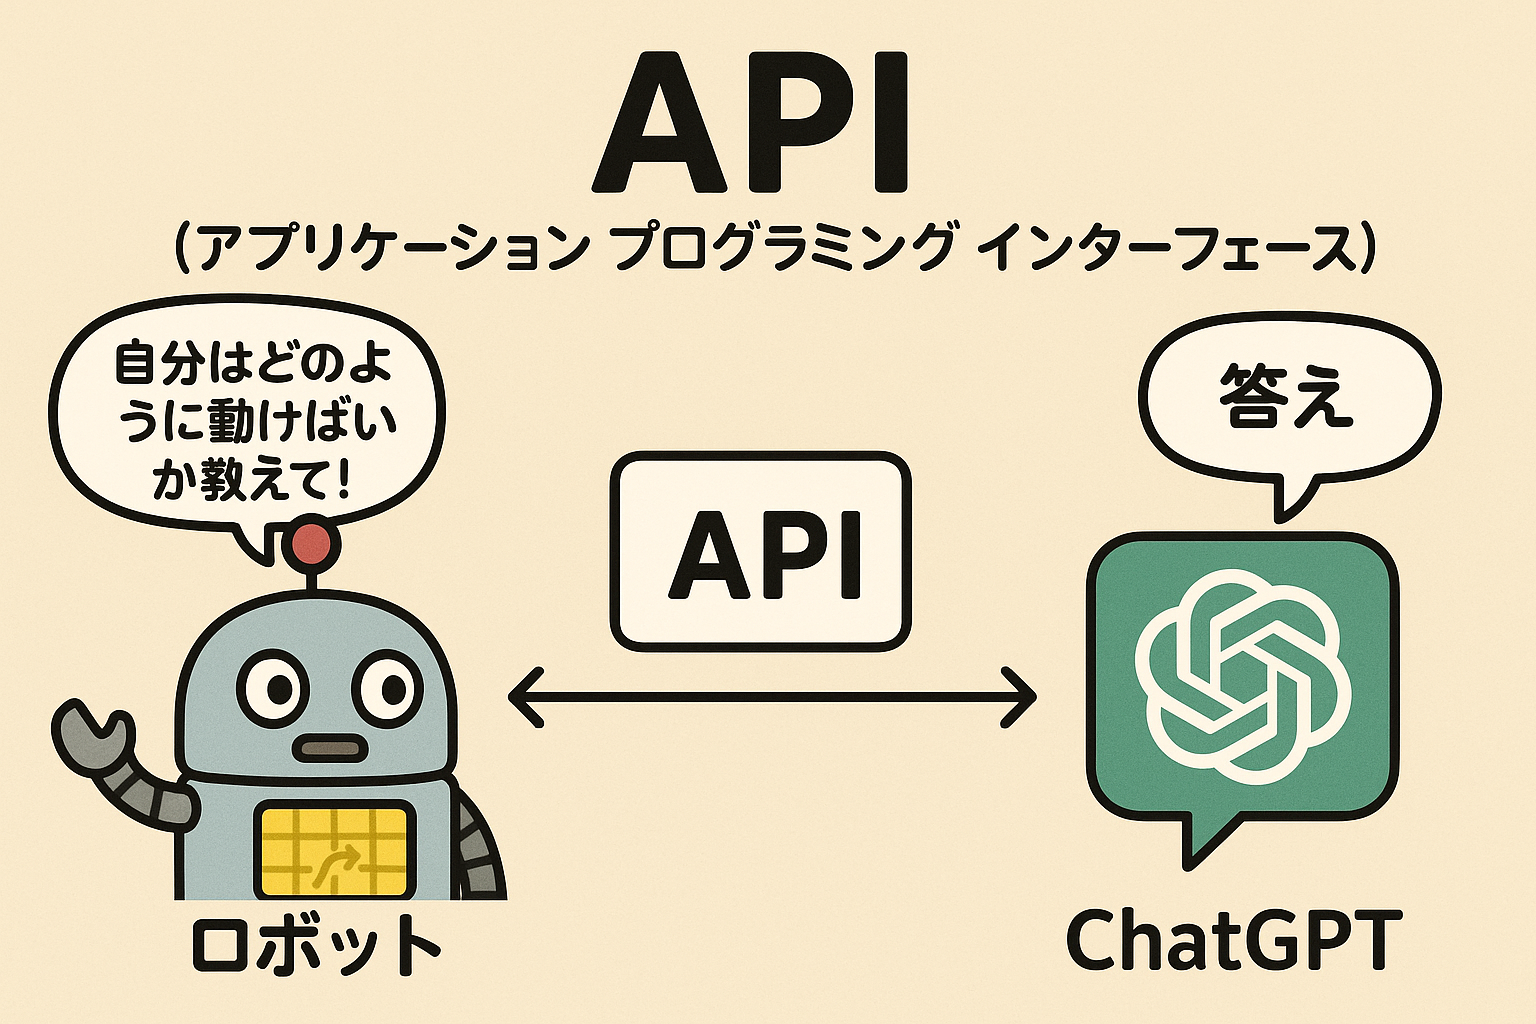 API
(アプリケーション プログラミング インターフェース)
自分はどのよ
うに動けばい
か教えて!
答え
API
ロボット
ChatGPT